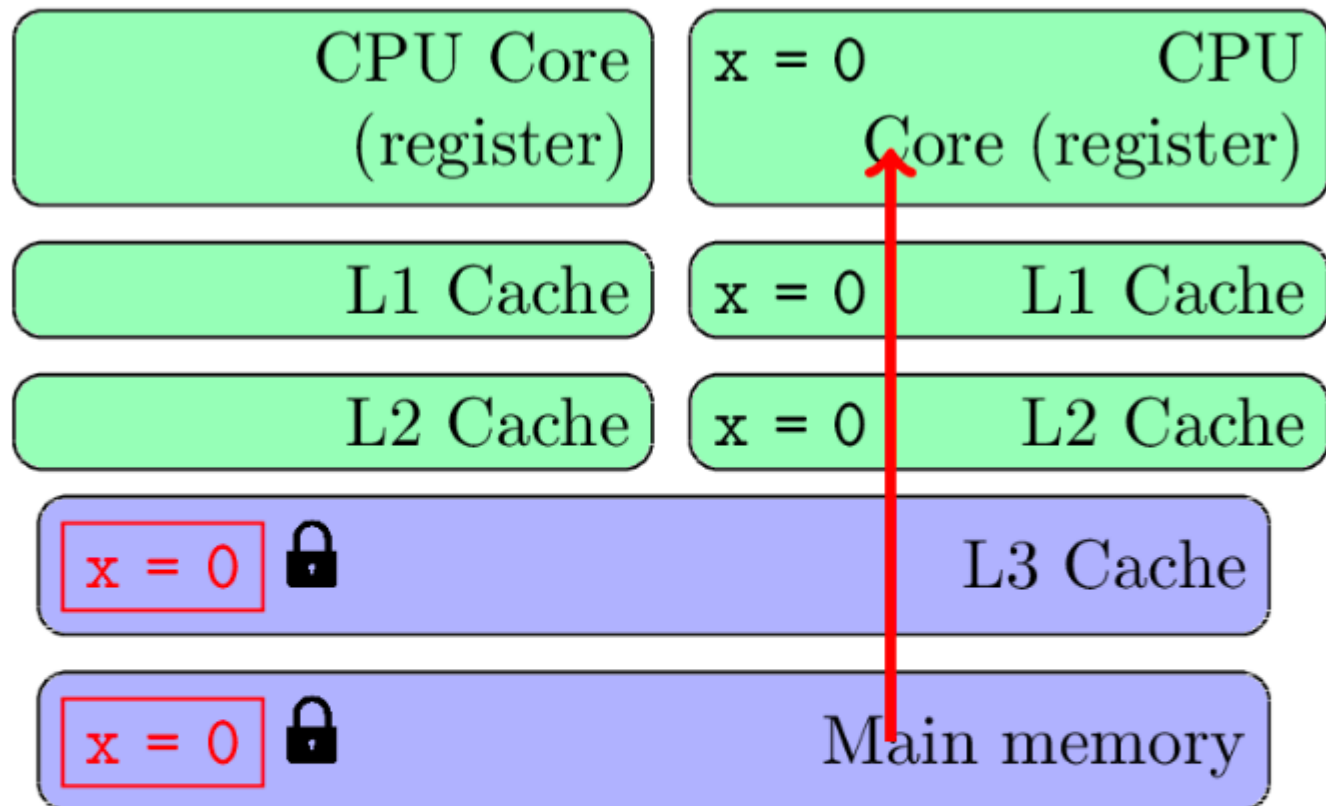 CPU Core
(register)
x = 0 CPU
Core (register)
L1 Cache
x = 0 L1 Cache
L2 Cache
x = 0 L2 Cache
x = 0 L3 Cache
x = 0 Main memory